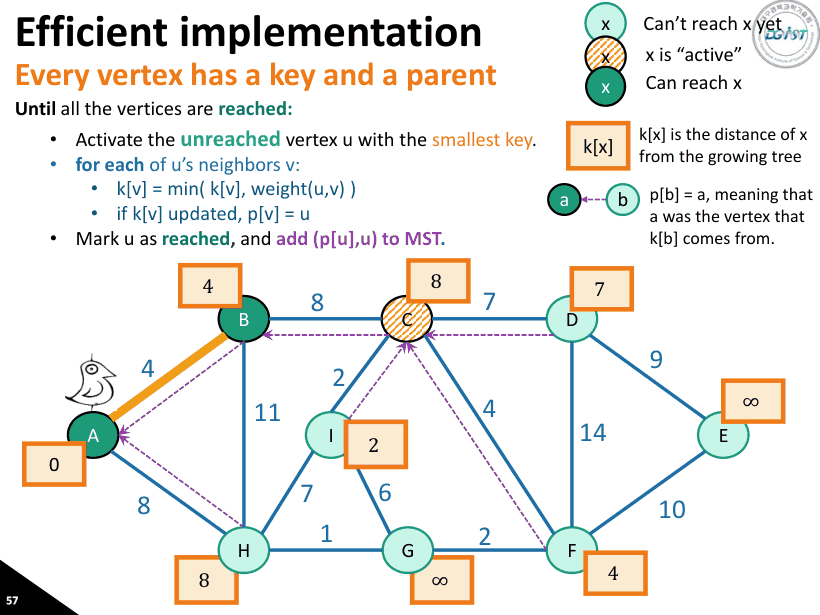 Efficient implementation
Every vertex has a key and a parent
Until all the vertices are reached:
• Activate the unreached vertex u with the smallest key.
• for each of u's neighbors v:
• k[v] = min( k[v], weight(u,v) )
• if k[v] updated, p[v] = u
• Mark u as reached, and add (p[u],u) to MST.
x Can't reach x yet
x x is "active"
x Can reach x
DGIST
k[x] k[x] is the distance of x
from the growing tree
a b p[b] = a, meaning that
a was the vertex that
k[b] comes from.
4 8 7
8 7
B C D
4 2 9
11 4 14
∞
A I E
0 2
8 7 6 10
1 2
H G F
8 ∞ 4
57